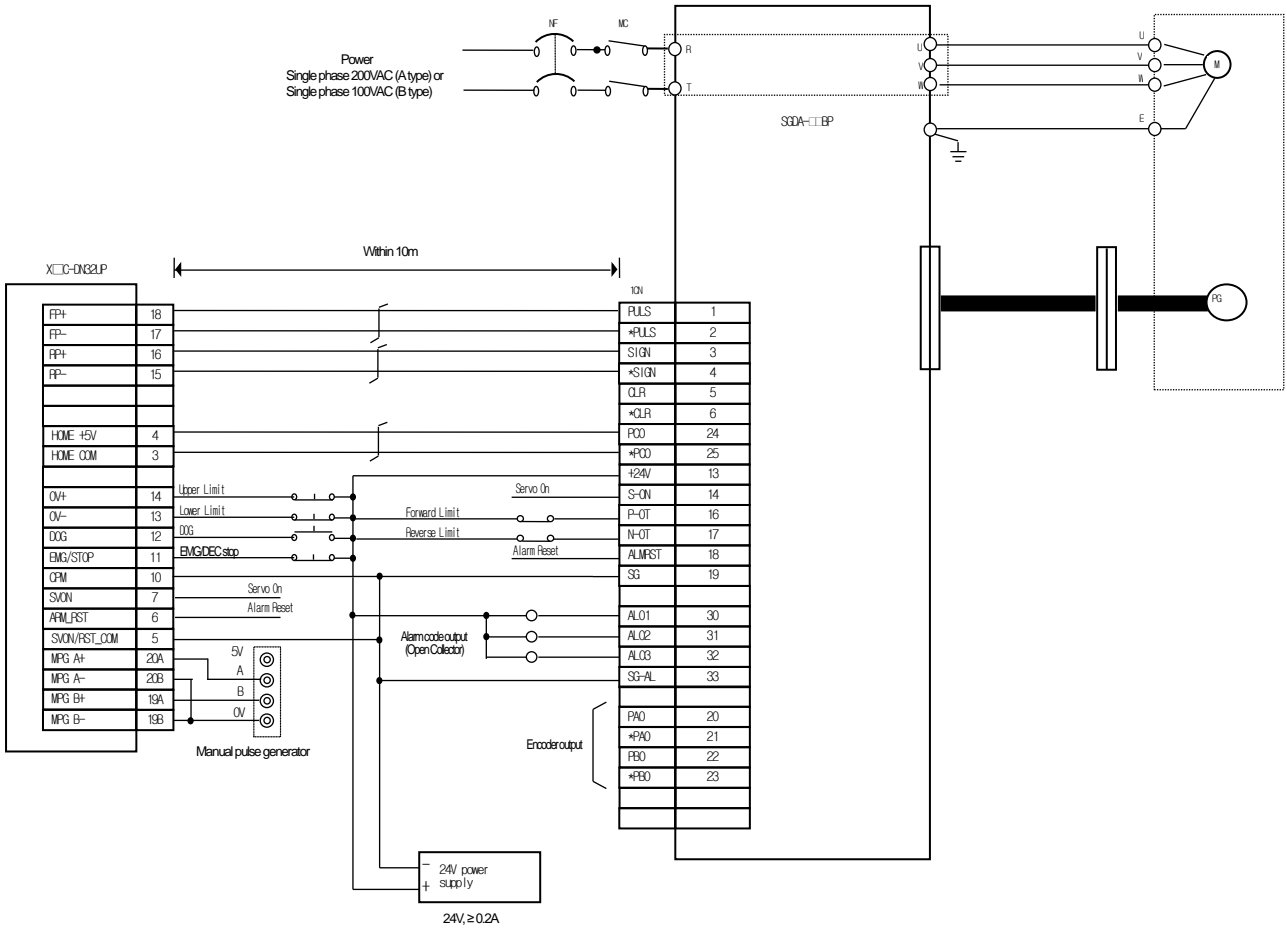 NF MC
Power
Single phase 200VAC (A type) or
Single phase 100VAC (B type)
R
T
U
V
W
U
V
W
E
M
SGDA-□□BP
Within 10m
X□C-DN32UP
FP+ 18
FP- 17
RP+ 16
RP- 15
HOME +5V 4
HOME COM 3
OV+ 14 Upper Limit
OV- 13 Lower Limit
DOG 12 DOG
EMG/STOP 11 EMG/DEC stop
CPM 10
SVON 7 Servo On
ARM_RST 6 Alarm Reset
SVON/RST_COM 5
MPG A+ 20A
MPG A- 20B
MPG B+ 19A
MPG B- 19B
5V
A
B
0V
Manual pulse generator
1CN
PULS 1
*PULS 2
SIGN 3
*SIGN 4
CLR 5
*CLR 6
PCO 24
*PCO 25
+24V 13
Servo On S-ON 14
Forward Limit P-OT 16
Reverse Limit N-OT 17
Alarm Reset ALMRST 18
SG 19
ALO1 30
ALO2 31
ALO3 32
SG-AL 33
Alarm code output
(Open Collector)
PAO 20
*PAO 21
PBO 22
*PBO 23
Encoder output
PG
- 24V power
+ supply
24V, ≥ 0.2A